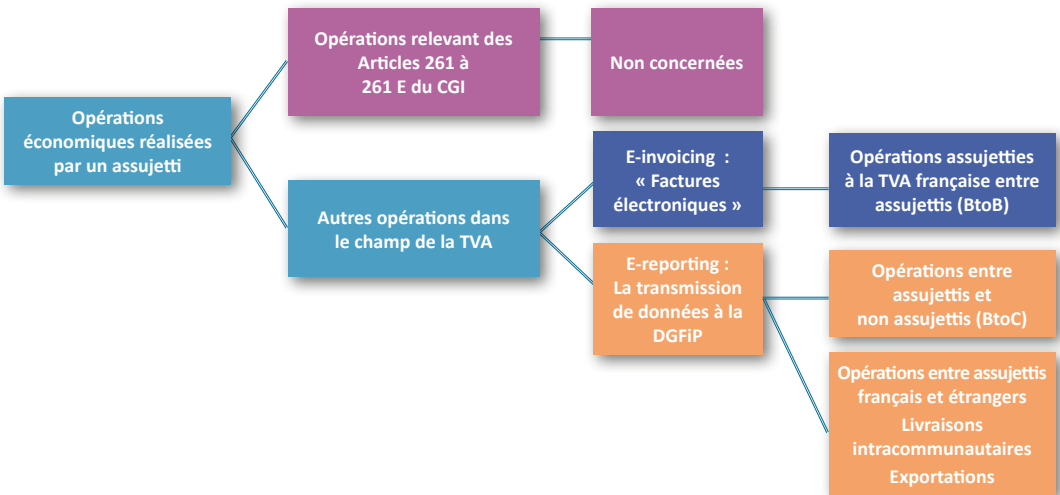 Opérations
économiques réalisées
par un assujetti
Opérations relevant des
Articles 261 à
261 E du CGI
Non concernées
Autres opérations dans
le champ de la TVA
E-invoicing :
« Factures
électroniques »
Opérations assujetties
à la TVA française entre
assujettis (BtoB)
E-reporting :
La transmission
de données à la
DGFiP
Opérations entre
assujettis et
non assujettis (BtoC)
Opérations entre assujettis
français et étrangers
Livraisons
intracommunautaires
Exportations